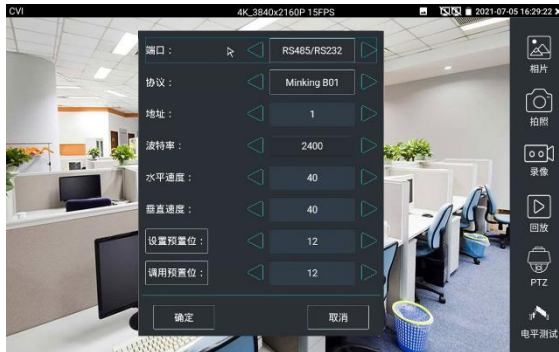 CVI
4K_3840x2160P 15FPS
2021-07-05 16:29:22
端口：
RS485/RS232
协议：
Minking B01
地址：
1
波特率：
2400
水平速度：
40
垂直速度：
40
设置预置位：
12
调用预置位：
12
确定
取消
相片
拍照
录像
回放
PTZ
电平测试